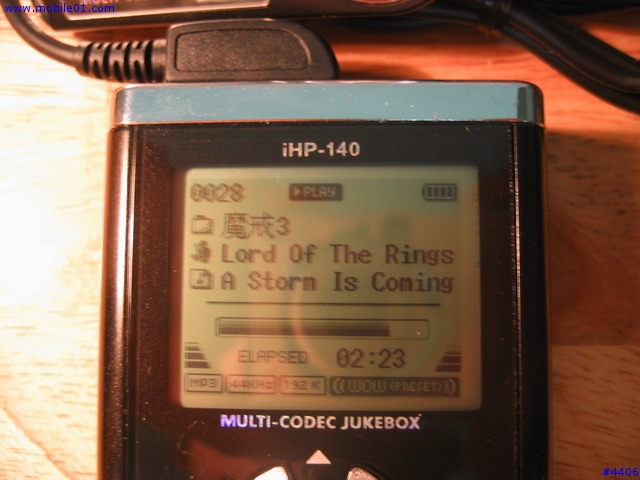 www.mobile01.com
iHP-140
0028 PLAY
魔戒3
Lord Of The Rings
A Storm Is Coming
ELAPSED 02:23
MP3 44KHz 192K ((WOW (PRESET)))
MULTI-CODEC JUKEBOX
#4406